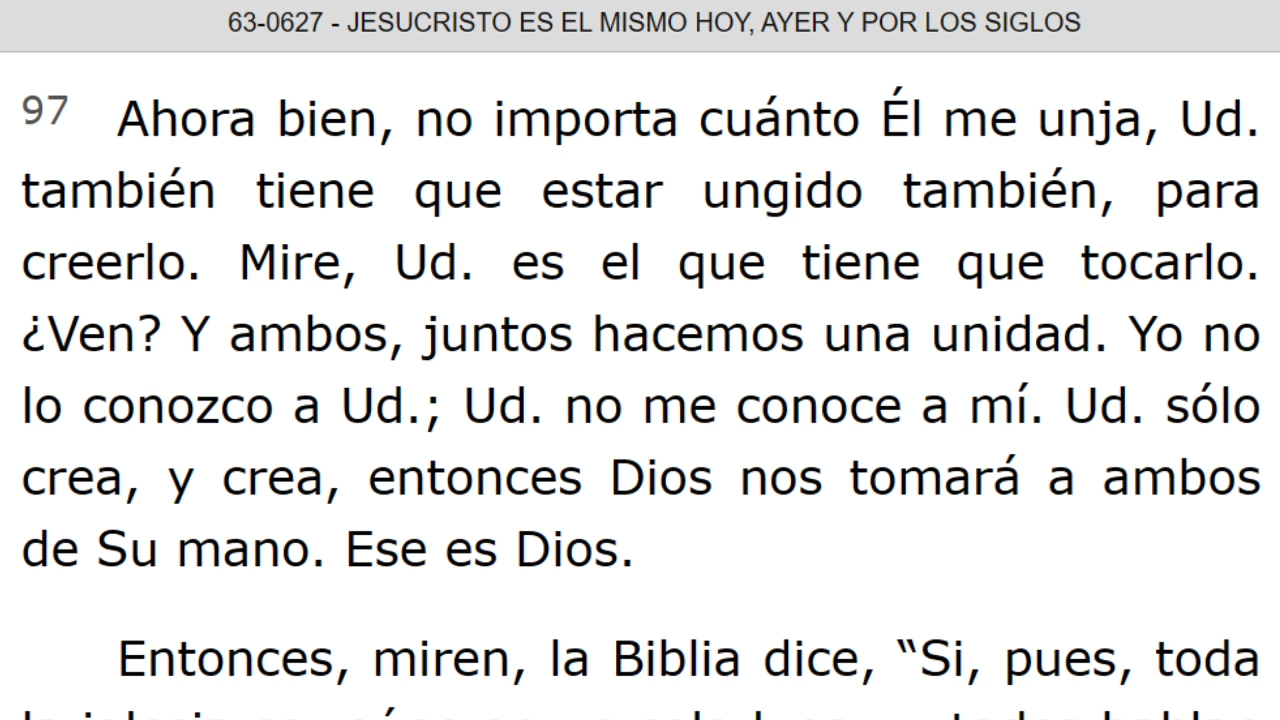 63-0627 - JESUCRISTO ES EL MISMO HOY, AYER Y POR LOS SIGLOS
97 Ahora bien, no importa cuánto Él me unja, Ud.
también tiene que estar ungido también, para
creerlo. Mire, Ud. es el que tiene que tocarlo.
¿Ven? Y ambos, juntos hacemos una unidad. Yo no
lo conozco a Ud.; Ud. no me conoce a mí. Ud. sólo
crea, y crea, entonces Dios nos tomará a ambos
de Su mano. Ese es Dios.
Entonces, miren, la Biblia dice, “Si, pues, toda